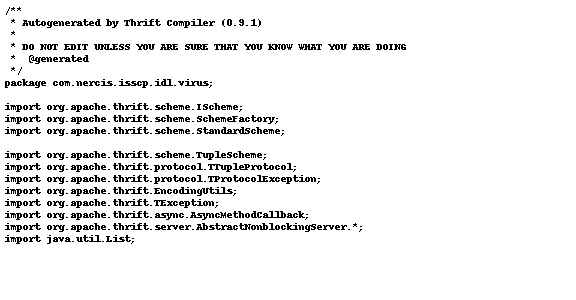 /**
 * Autogenerated by Thrift Compiler (0.9.1)
 *
 * DO NOT EDIT UNLESS YOU ARE SURE THAT YOU KNOW WHAT YOU ARE DOING
 *  @generated
 */
package com.nercis.isscp.idl.virus;

import org.apache.thrift.scheme.IScheme;
import org.apache.thrift.scheme.SchemeFactory;
import org.apache.thrift.scheme.StandardScheme;

import org.apache.thrift.scheme.TupleScheme;
import org.apache.thrift.protocol.TTupleProtocol;
import org.apache.thrift.protocol.TProtocolException;
import org.apache.thrift.EncodingUtils;
import org.apache.thrift.TException;
import org.apache.thrift.async.AsyncMethodCallback;
import org.apache.thrift.server.AbstractNonblockingServer.*;
import java.util.List;